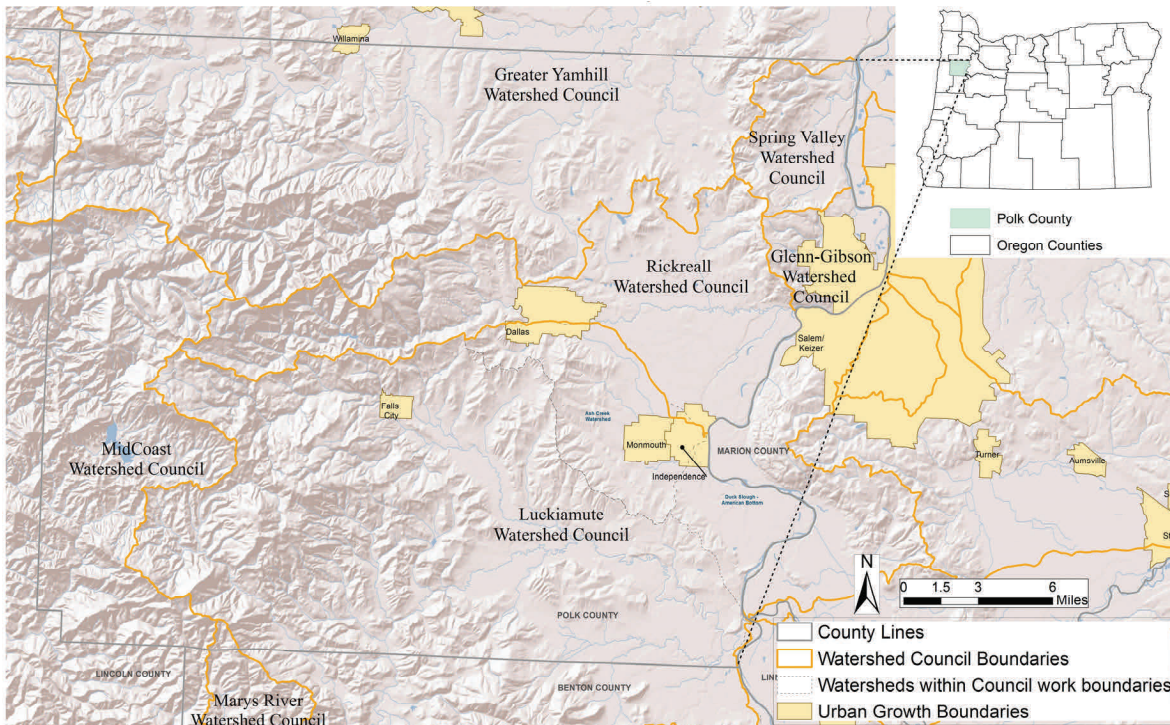 Willamina
Greater Yamhill
Watershed Council
Spring Valley
Watershed
Council
Polk County
Oregon Counties
Rickreall
Watershed Council
Glenn-Gibson
Watershed
Council
Dallas
Salem/
Keizer
Falls
City
Ash Creek
Watershed
MidCoast
Watershed Council
Monmouth
MARION COUNTY
Turner
Aumsville
Independence
Duck Slough -
American Bottom
Luckiamute
Watershed Council
S
St
N
0 1.5 3 6
Miles
POLK COUNTY
County Lines
Watershed Council Boundaries
LINCOLN COUNTY
BENTON COUNTY
LIN
Watersheds within Council work boundaries
Marys River
Watershed Council
Urban Growth Boundaries